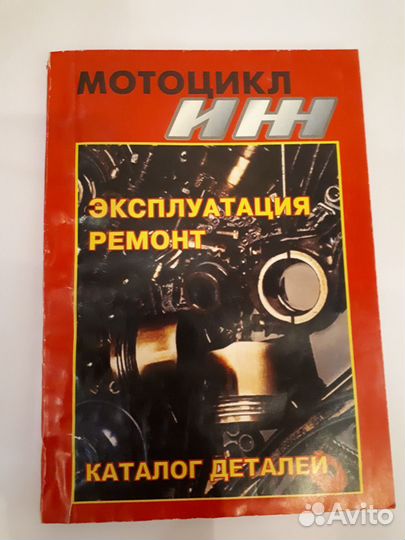 МОТОЦИКЛ
ИЖ
ЭКСПЛУАТАЦИЯ
РЕМОНТ
КАТАЛОГ ДЕТАЛЕЙ
Avito